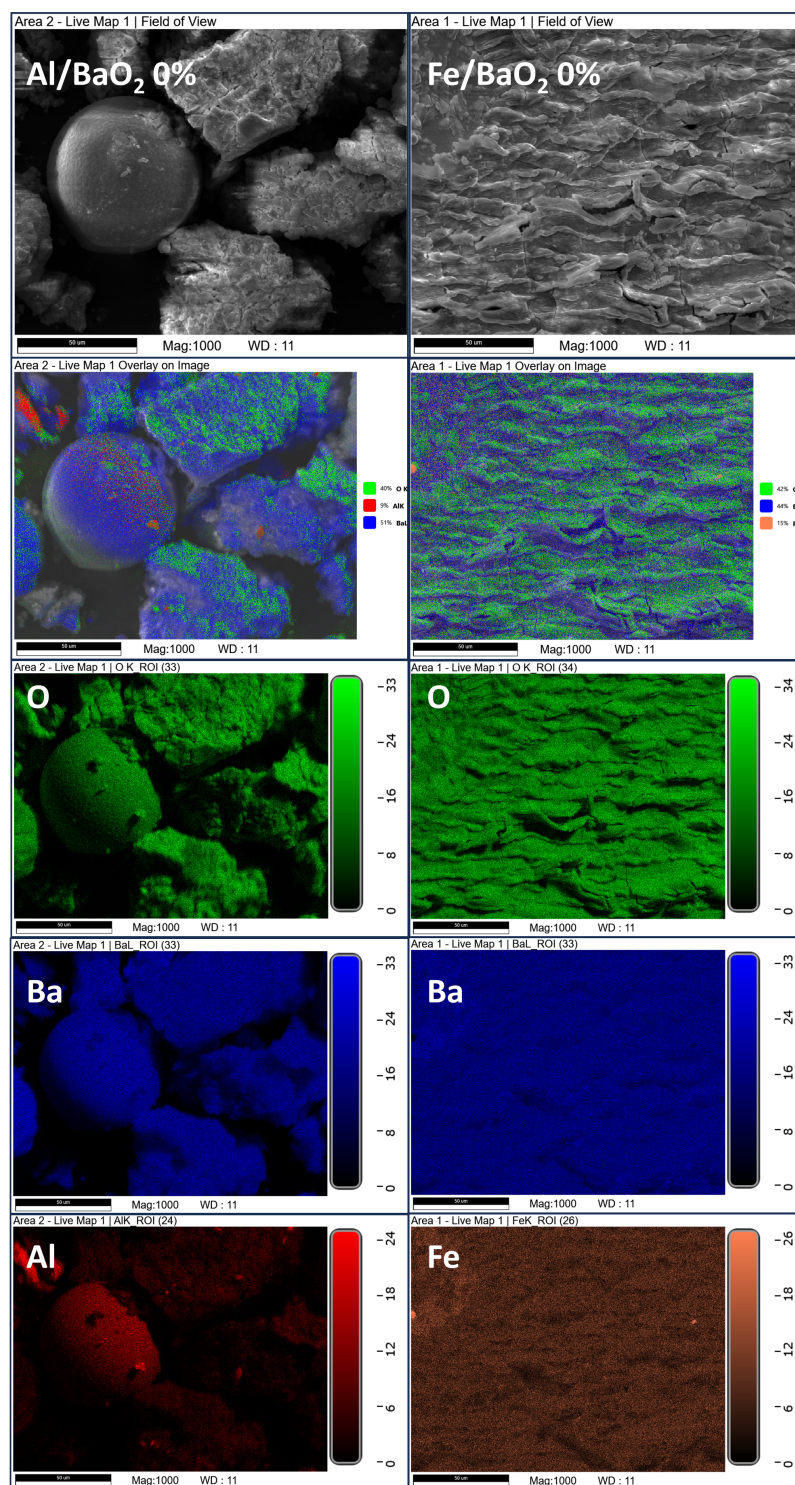 Area 2 - Live Map 1 | Field of View
Al/BaO₂ 0%
50 um
Mag:1000 WD : 11
Area 1 - Live Map 1 | Field of View
Fe/BaO₂ 0%
50 um
Mag:1000 WD : 11
Area 2 - Live Map 1 Overlay on Image
40% O K
9% AlK
51% BaL
50 um
Mag:1000 WD : 11
Area 1 - Live Map 1 Overlay on Image
42%
44%
15%
50 um
Mag:1000 WD : 11
Area 2 - Live Map 1 | O K_ROI (33)
O
33
24
16
8
0
50 um
Mag:1000 WD : 11
Area 1 - Live Map 1 | O K_ROI (34)
O
34
24
16
8
0
50 um
Mag:1000 WD : 11
Area 2 - Live Map 1 | BaL_ROI (33)
Ba
33
24
16
8
0
50 um
Mag:1000 WD : 11
Area 1 - Live Map 1 | BaL_ROI (33)
Ba
33
24
16
8
0
50 um
Mag:1000 WD : 11
Area 2 - Live Map 1 | AlK_ROI (24)
Al
24
18
12
6
0
50 um
Mag:1000 WD : 11
Area 1 - Live Map 1 | FeK_ROI (26)
Fe
26
18
12
6
0
50 um
Mag:1000 WD : 11